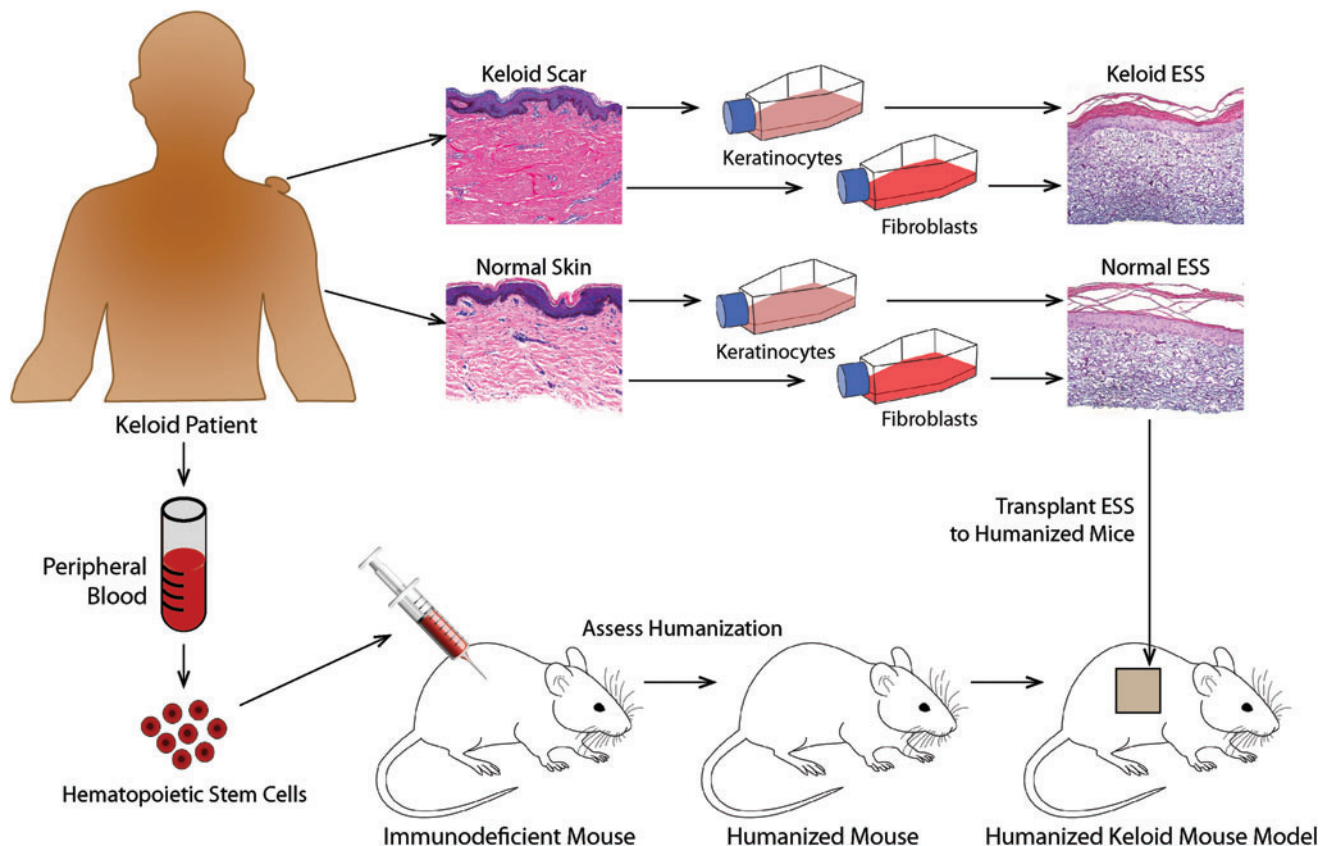 Keloid Scar
Keratinocytes
Fibroblasts
Keloid ESS
Normal Skin
Keratinocytes
Fibroblasts
Normal ESS
Keloid Patient
Peripheral
Blood
Hematopoietic Stem Cells
Transplant ESS
to Humanized Mice
Assess Humanization
Immunodeficient Mouse
Humanized Mouse
Humanized Keloid Mouse Model